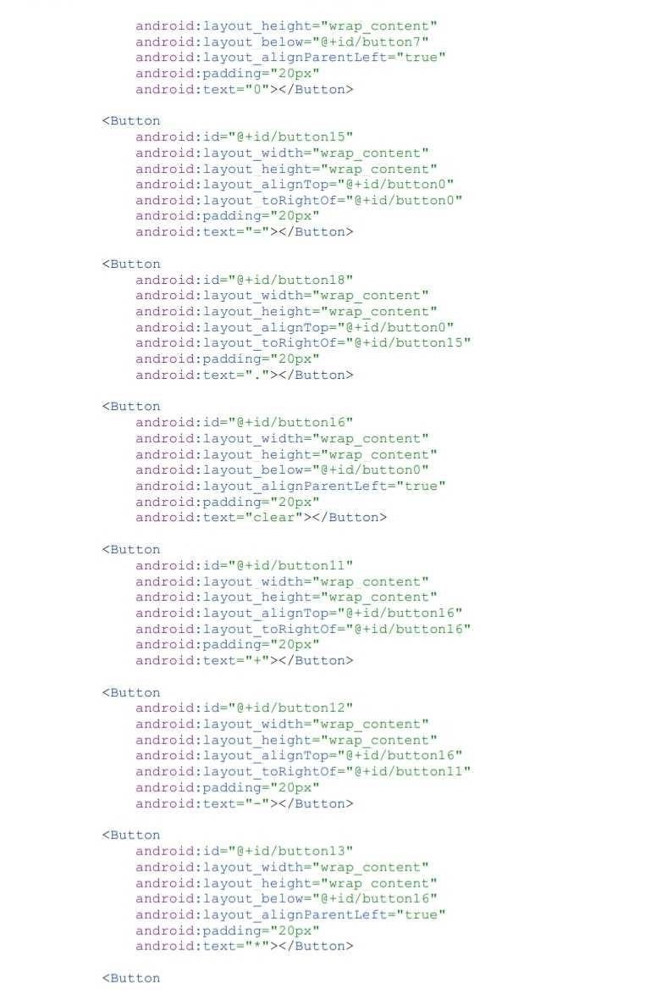 android:layout_height="wrap_content"
android:layout_below="@+id/button7"
android:layout_alignParentLeft="true"
android:padding="20px"
android:text="0"></Button>
<Button
android:id="@+id/button15"
android:layout_width="wrap_content"
android:layout_height="wrap_content"
android:layout_alignTop="@+id/button0"
android:layout_toRightOf="@+id/button0"
android:padding="20px"
android:text="="></Button>
<Button
android:id="@+id/button18"
android:layout_width="wrap_content"
android:layout_height="wrap_content"
android:layout_alignTop="@+id/button0"
android:layout_toRightOf="@+id/button15"
android:padding="20px"
android:text="."></Button>
<Button
android:id="@+id/button16"
android:layout_width="wrap_content"
android:layout_height="wrap_content"
android:layout_below="@+id/button0"
android:layout_alignParentLeft="true"
android:padding="20px"
android:text="clear"></Button>
<Button
android:id="@+id/button11"
android:layout_width="wrap_content"
android:layout_height="wrap_content"
android:layout_alignTop="@+id/button16"
android:layout_toRightOf="@+id/button16"
android:padding="20px"
android:text="+"></Button>
<Button
android:id="@+id/button12"
android:layout_width="wrap_content"
android:layout_height="wrap_content"
android:layout_alignTop="@+id/button16"
android:layout_toRightOf="@+id/button11"
android:padding="20px"
android:text="-"></Button>
<Button
android:id="@+id/button13"
android:layout_width="wrap_content"
android:layout_height="wrap_content"
android:layout_below="@+id/button16"
android:layout_alignParentLeft="true"
android:padding="20px"
android:text="*"></Button>
<Button